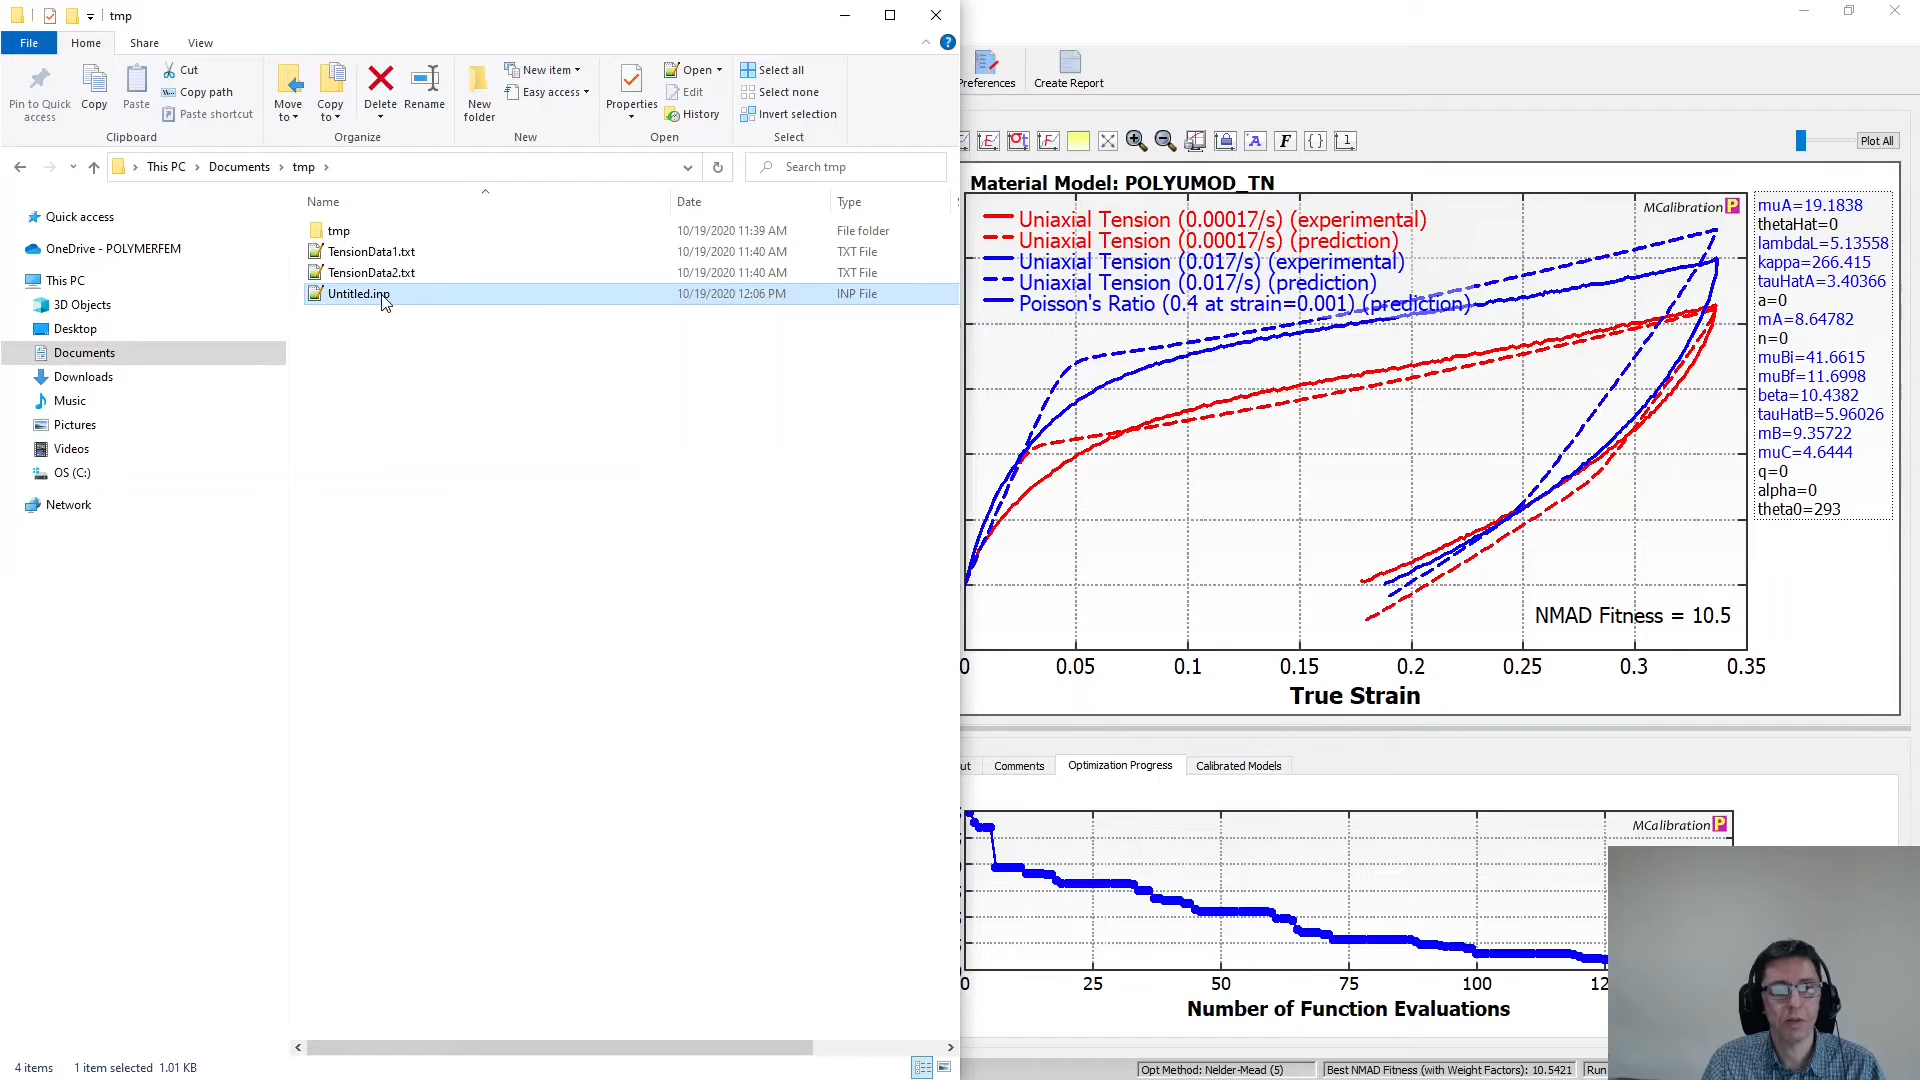 tmp
File
Home
Share
View
Pin to Quick access
Copy
Paste
Cut
Copy path
Paste shortcut
Clipboard
Move to
Copy to
Delete
Rename
Organize
New folder
New item
Easy access
New
Properties
Open
Edit
History
Open
Select all
Select none
Invert selection
Select
This PC
Documents
tmp
Search tmp
Name
Date
Type
tmp 10/19/2020 11:39 AM File folder
TensionData1.txt 10/19/2020 11:40 AM TXT File
TensionData2.txt 10/19/2020 11:40 AM TXT File
Untitled.inp 10/19/2020 12:06 PM INP File
Quick access
OneDrive - POLYMERFEM
This PC
3D Objects
Desktop
Documents
Downloads
Music
Pictures
Videos
OS (C:)
Network
4 items 1 item selected 1.01 KB
Preferences
Create Report
Plot All
Material Model: POLYUMOD_TN
Uniaxial Tension (0.00017/s) (experimental)
Uniaxial Tension (0.00017/s) (prediction)
Uniaxial Tension (0.017/s) (experimental)
Uniaxial Tension (0.017/s) (prediction)
Poisson's Ratio (0.4 at strain=0.001) (prediction)
MCalibration P
muA=19.1838
thetaHat=0
lambdaL=5.13558
kappa=266.415
tauHatA=3.40366
a=0
mA=8.64782
n=0
muBi=41.6615
muBf=11.6998
beta=10.4382
tauHatB=5.96026
mB=9.35722
muC=4.6444
q=0
alpha=0
theta0=293
NMAD Fitness = 10.5
0 0.05 0.1 0.15 0.2 0.25 0.3 0.35
True Strain
ut
Comments
Optimization Progress
Calibrated Models
MCalibration P
0 25 50 75 100 12
Number of Function Evaluations
Opt Method: Nelder-Mead (5)
Best NMAD Fitness (with Weight Factors): 10.5421
Run